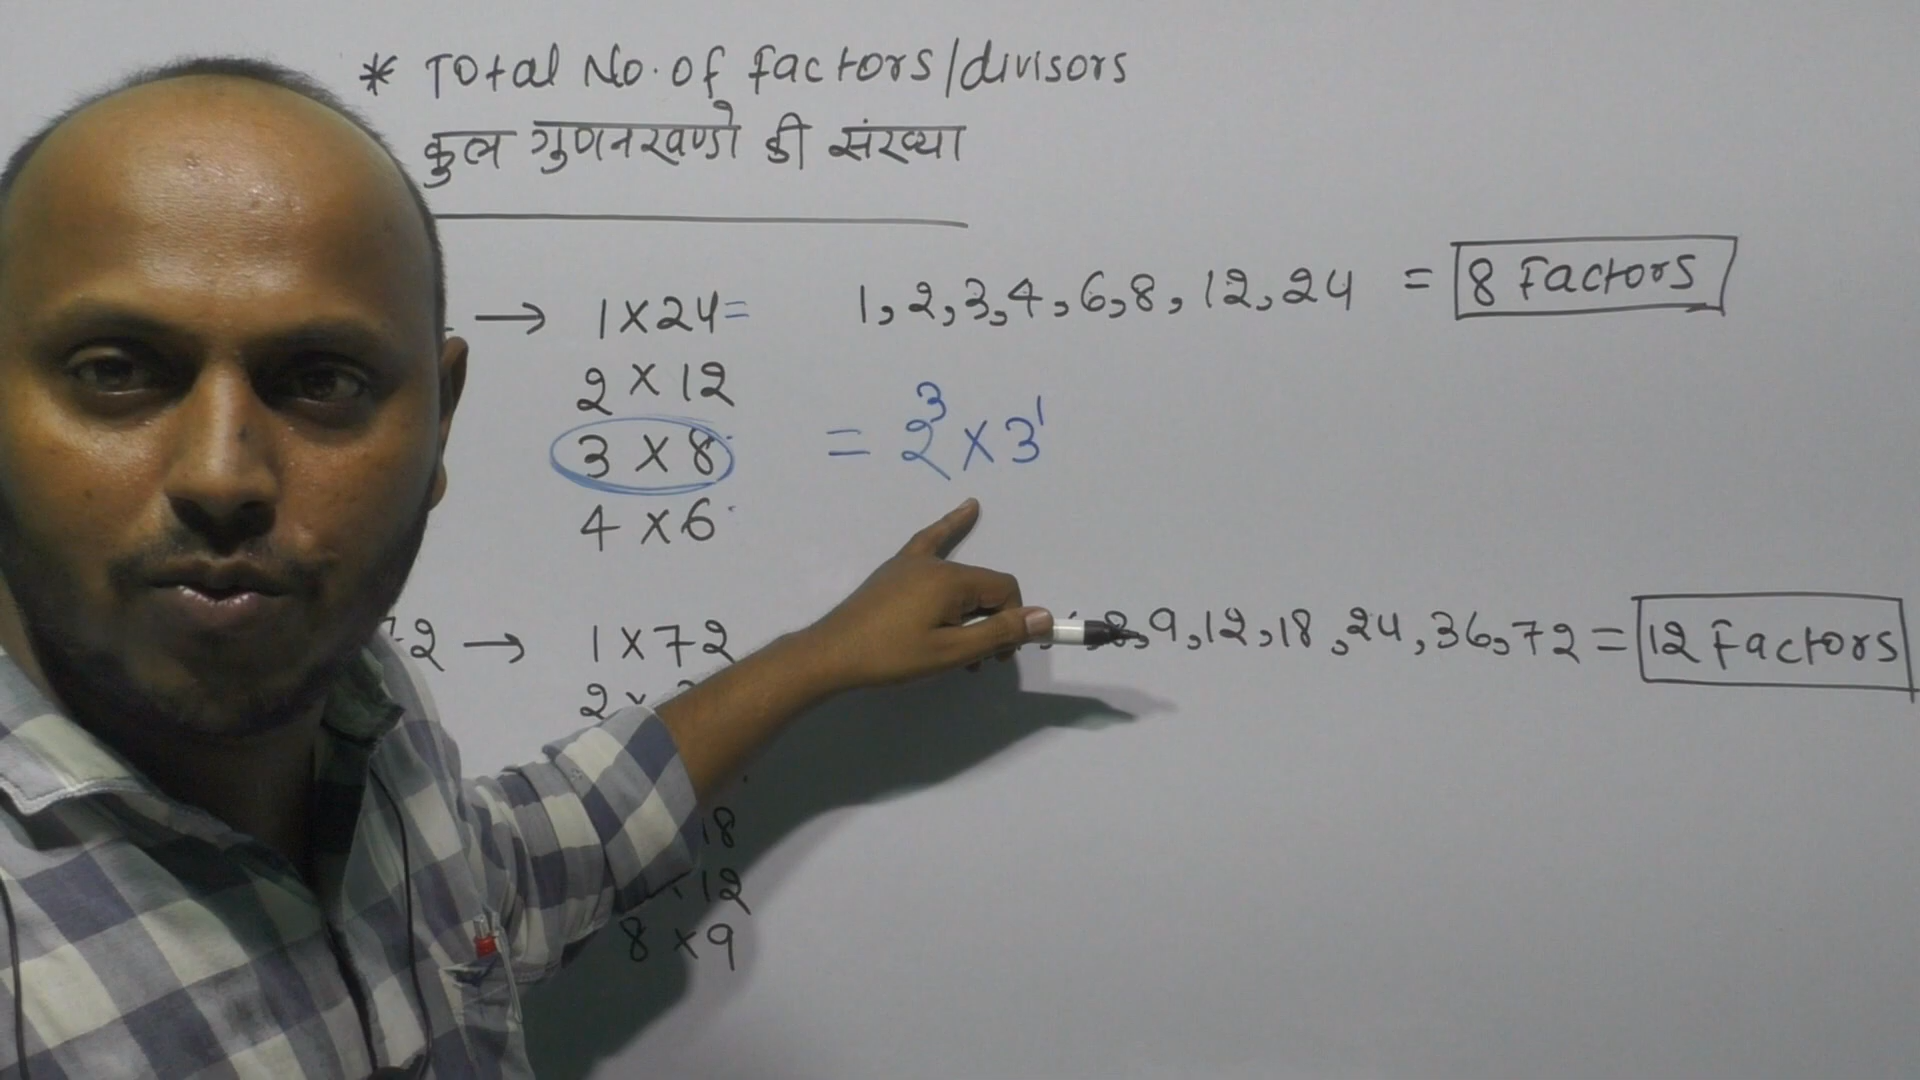 * Total No. of factors/divisors
कुल गुणनखण्डो की संख्या
→ 1×24= 1,2,3,4,6,8,12,24 = 8 Factors
2×12
3×8 = 2³×3¹
4×6
72 → 1×72 9,12,18,24,36,72 = 12 Factors
2×
18
×12
8×9